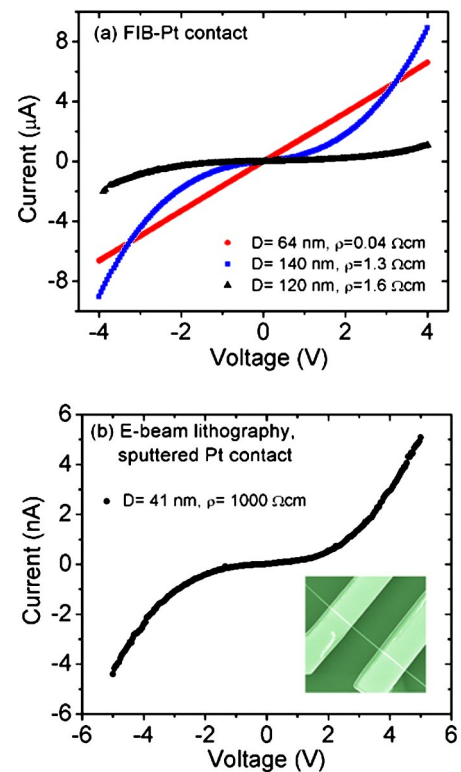 (a) FIB-Pt contact
8
4
0
-4
-8
Current (μA)
D= 64 nm, ρ=0.04 Ωcm
D= 140 nm, ρ=1.3 Ωcm
D= 120 nm, ρ=1.6 Ωcm
-4 -2 0 2 4
Voltage (V)
(b) E-beam lithography,
sputtered Pt contact
D= 41 nm, ρ= 1000 Ωcm
6
4
2
0
-2
-4
-6
Current (nA)
-6 -4 -2 0 2 4 6
Voltage (V)